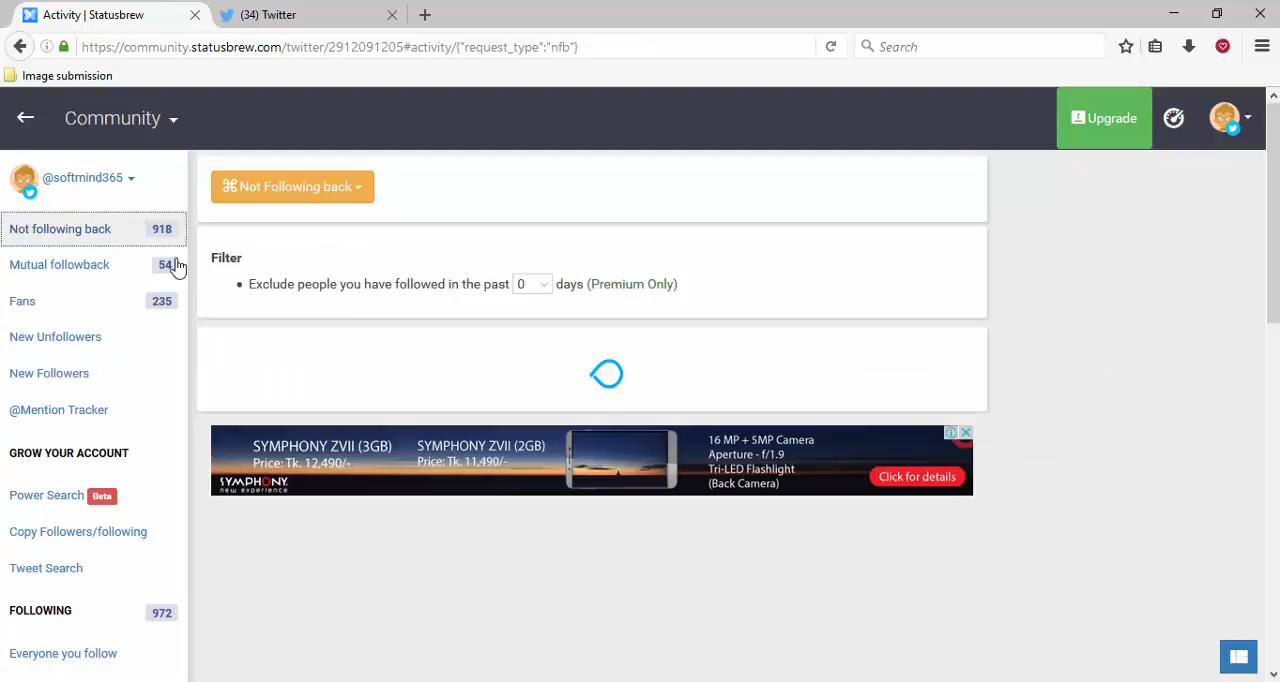 Activity | Statusbrew
(34) Twitter
https://community.statusbrew.com/twitter/2912091205#activity/{"request_type":"nfb"}
Search
Image submission
Community
Upgrade
@softmind365
Not following back 918
Mutual followback 54
Fans 235
New Unfollowers
New Followers
@Mention Tracker
GROW YOUR ACCOUNT
Power Search Beta
Copy Followers/following
Tweet Search
FOLLOWING 972
Everyone you follow
⌘Not Following back
Filter
• Exclude people you have followed in the past 0 days (Premium Only)
SYMPHONY ZVII (3GB)
Price: Tk. 12,490/-
SYMPHONY ZVII (2GB)
Price: Tk. 11,490/-
SYMPHONY
new experience
16 MP + 5MP Camera
Aperture - f/1.9
Tri-LED Flashlight
(Back Camera)
Click for details